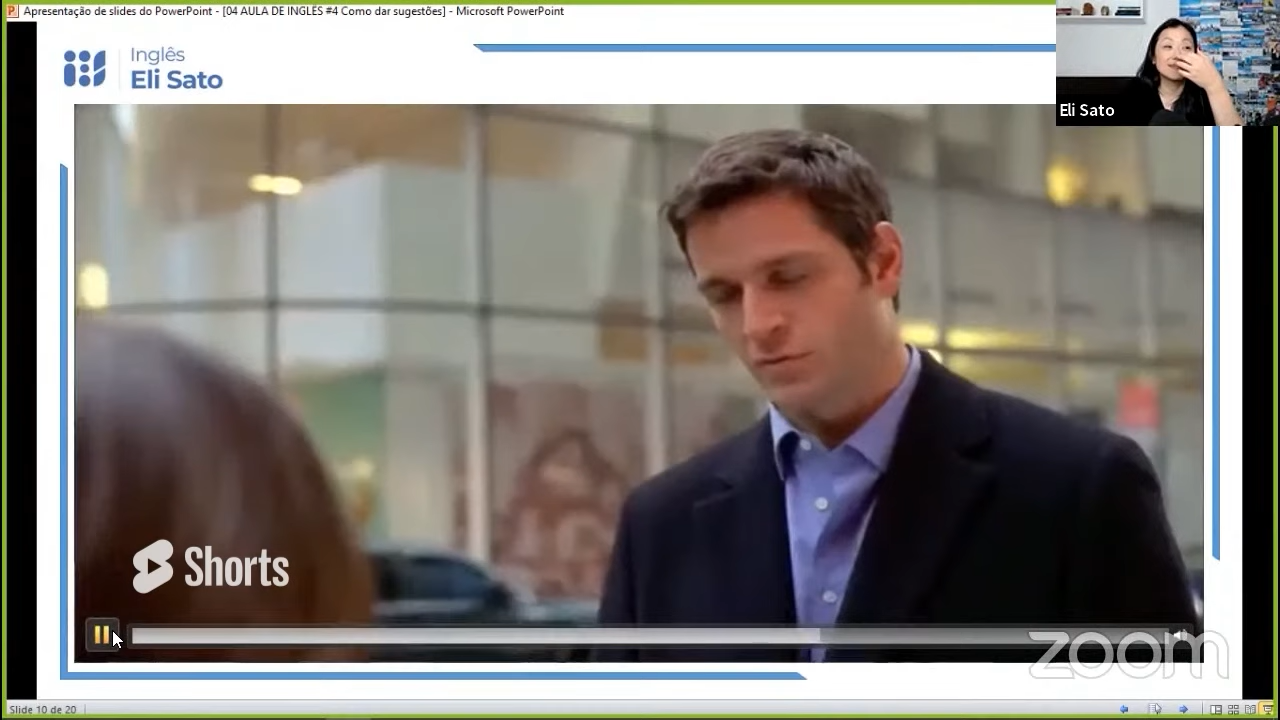 Apresentação de slides do PowerPoint - [04 AULA DE INGLÊS #4 Como dar sugestões] - Microsoft PowerPoint
Inglês
Eli Sato
Eli Sato
Shorts
zoom
Slide 10 de 20